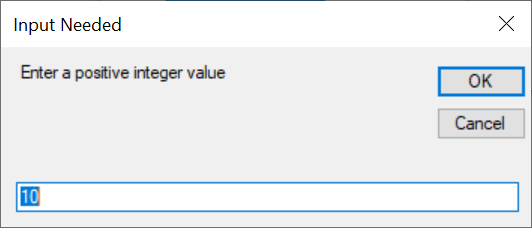 Input Needed
Enter a positive integer value
OK
Cancel
10